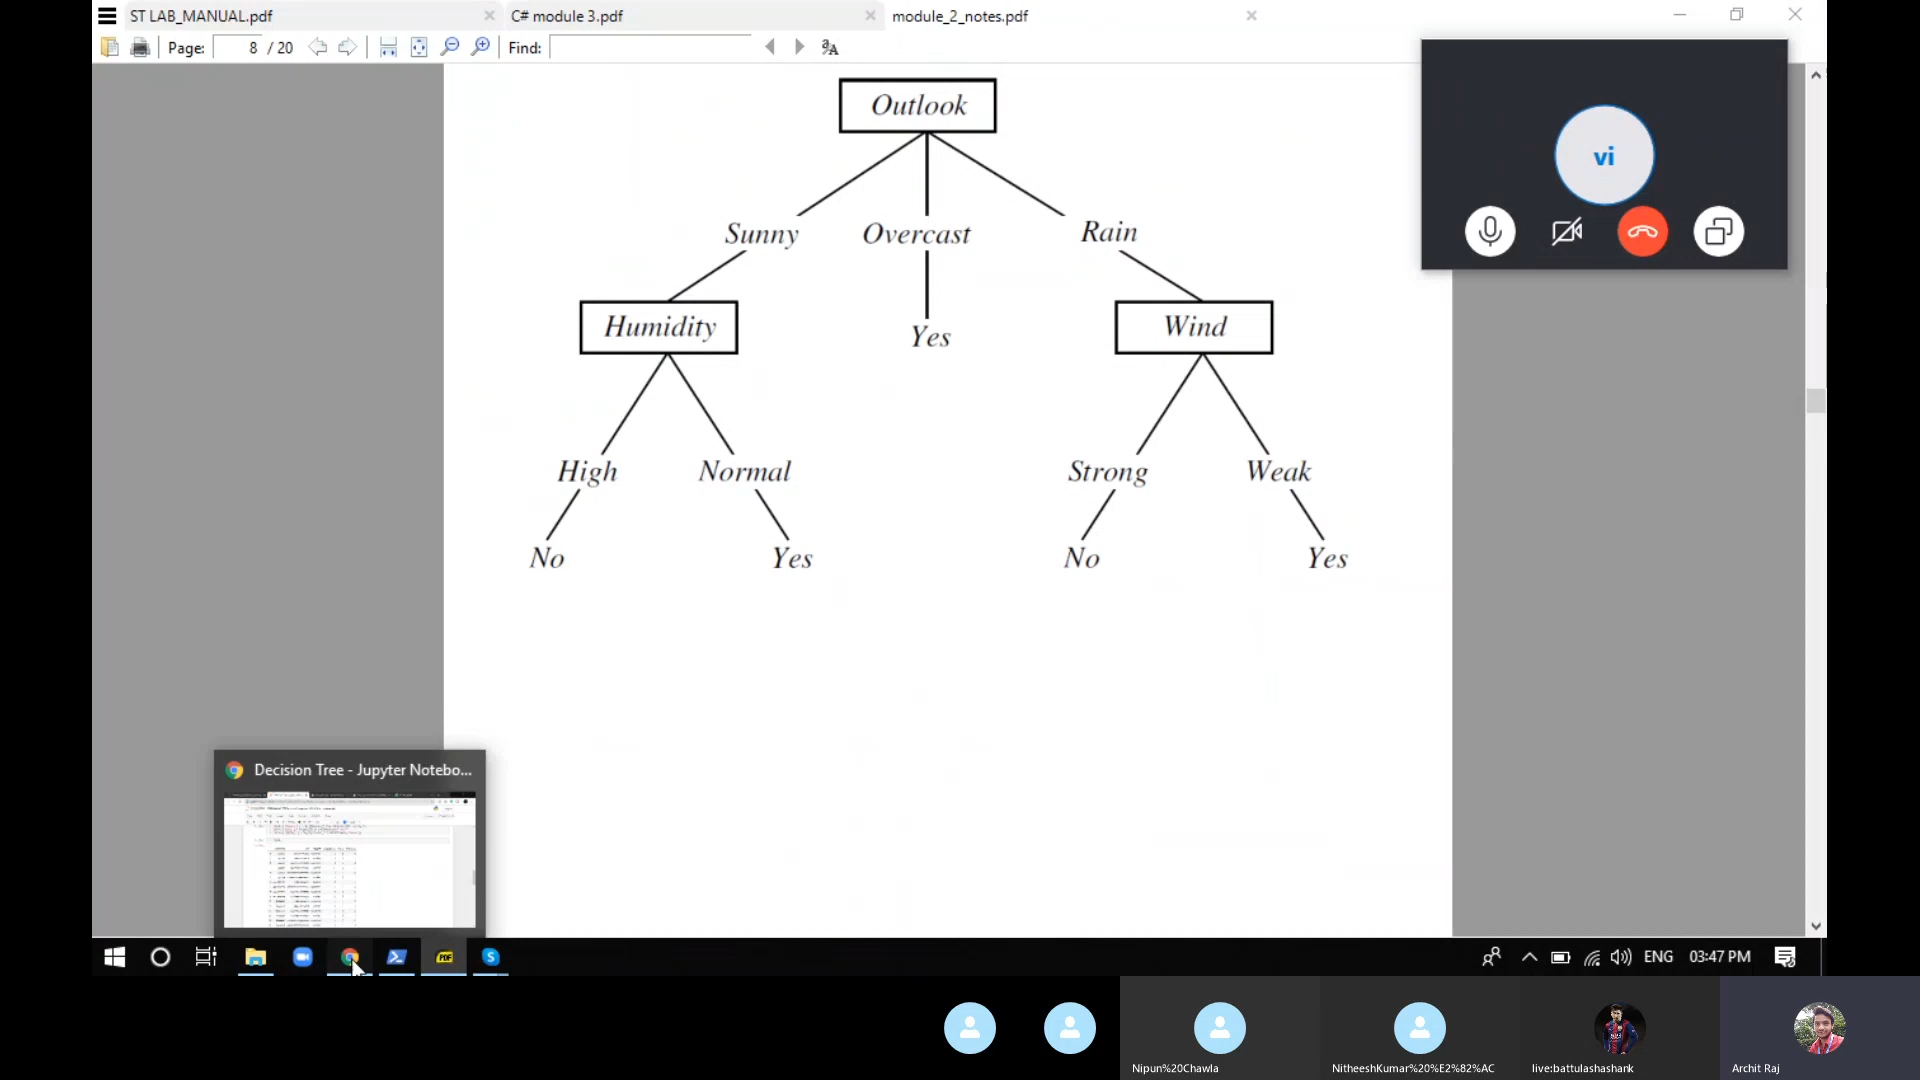 ST LAB_MANUAL.pdf
C# module 3.pdf
module_2_notes.pdf
Page: 8 / 20
Find:
Outlook
vi
Sunny
Overcast
Rain
Humidity
Yes
Wind
High
Normal
Strong
Weak
No
Yes
No
Yes
Decision Tree - Jupyter Notebo...
PDF
S
ENG
03:47 PM
Nipun%20Chawla
NitheeshKumar%20%E2%82%AC
live:battulashashank
Archit Raj